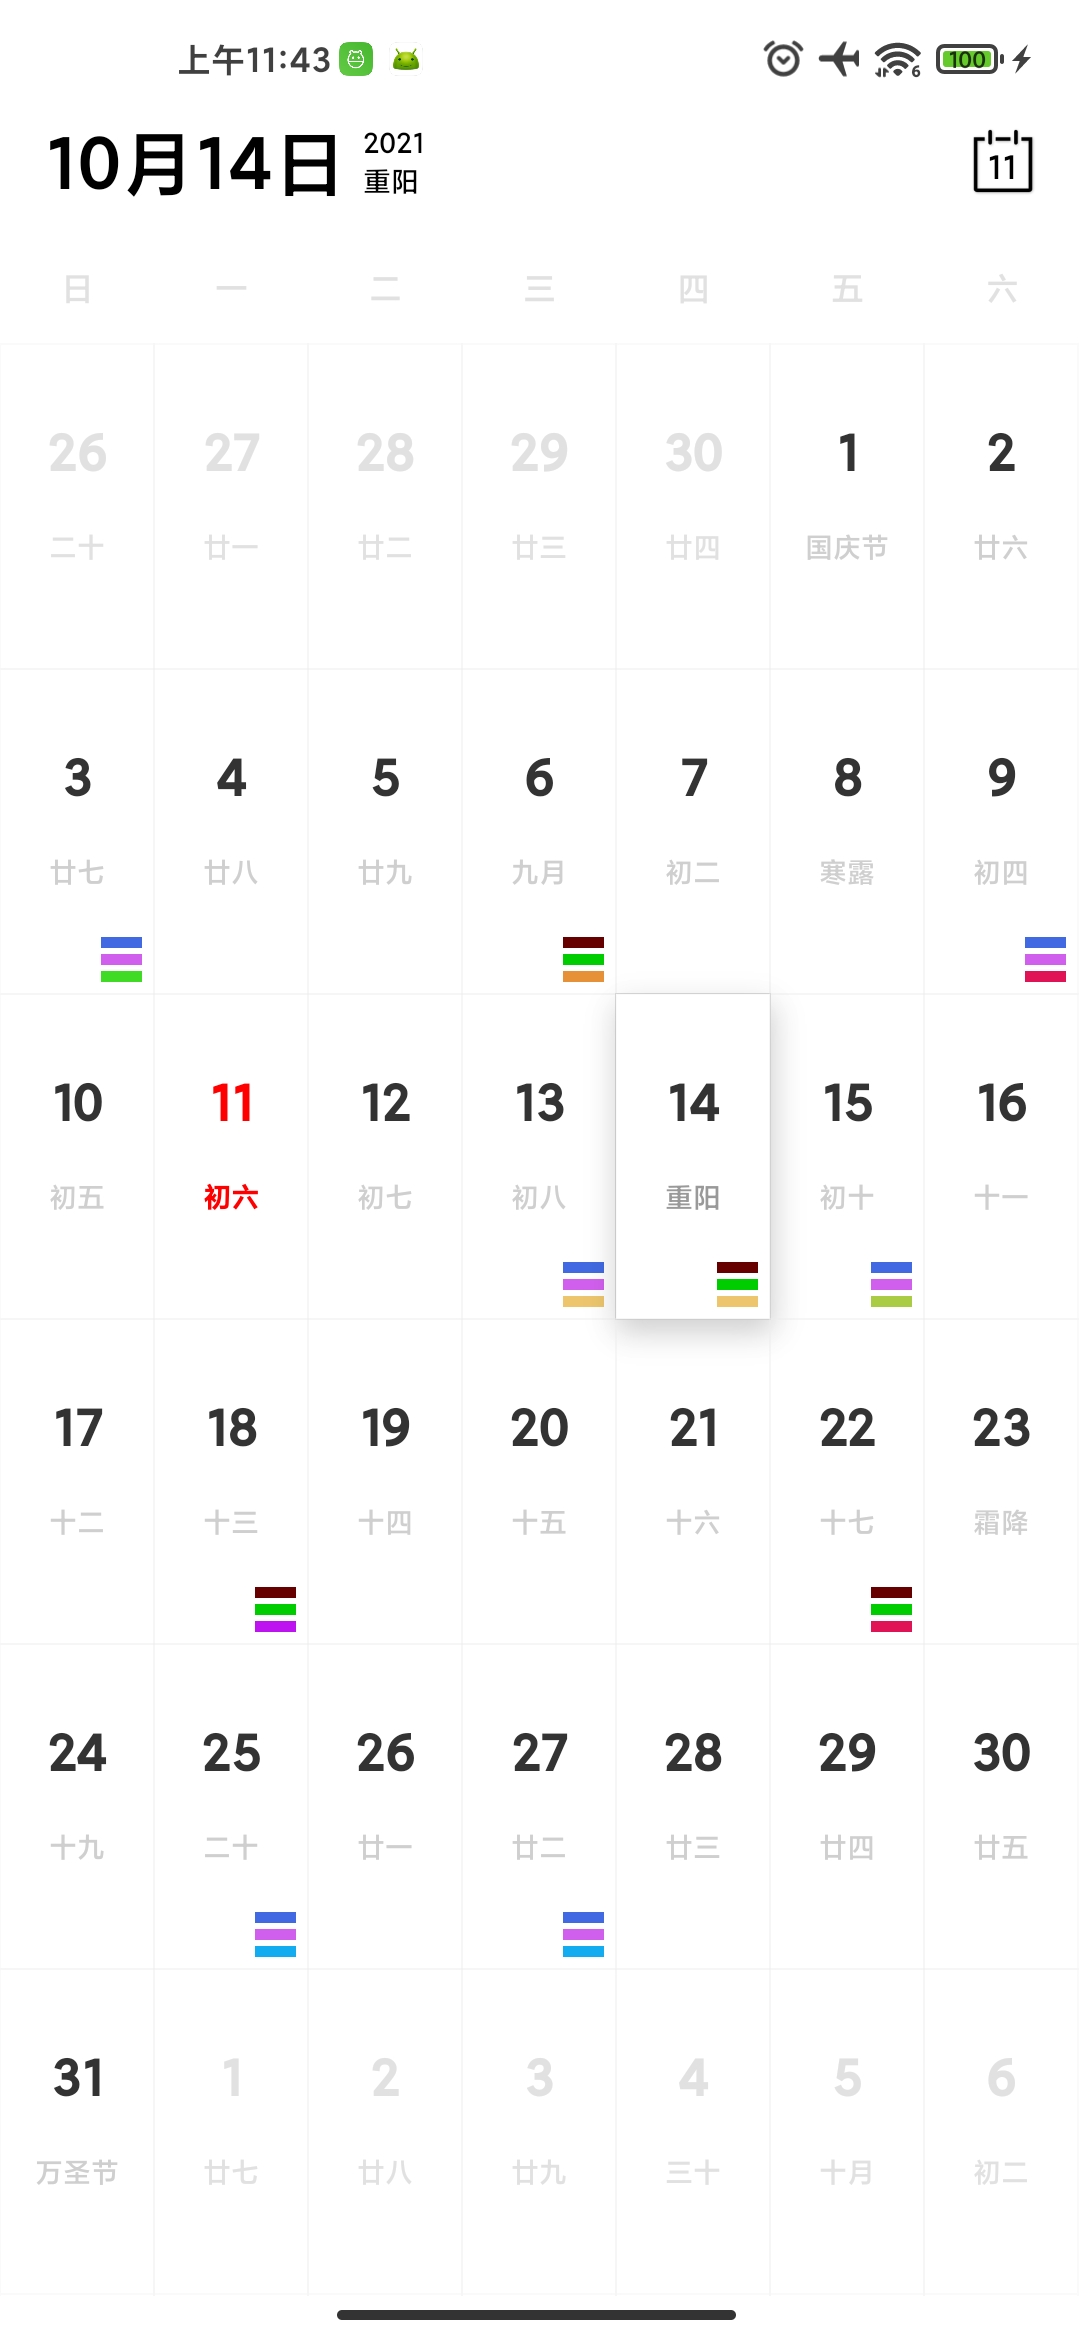 上午11:43
6
100
10月14日
2021
重阳
11
日 一 二 三 四 五 六
26 27 28 29 30 1 2
二十 廿一 廿二 廿三 廿四 国庆节 廿六
3 4 5 6 7 8 9
廿七 廿八 廿九 九月 初二 寒露 初四
10 11 12 13 14 15 16
初五 初六 初七 初八 重阳 初十 十一
17 18 19 20 21 22 23
十二 十三 十四 十五 十六 十七 霜降
24 25 26 27 28 29 30
十九 二十 廿一 廿二 廿三 廿四 廿五
31 1 2 3 4 5 6
万圣节 廿七 廿八 廿九 三十 十月 初二